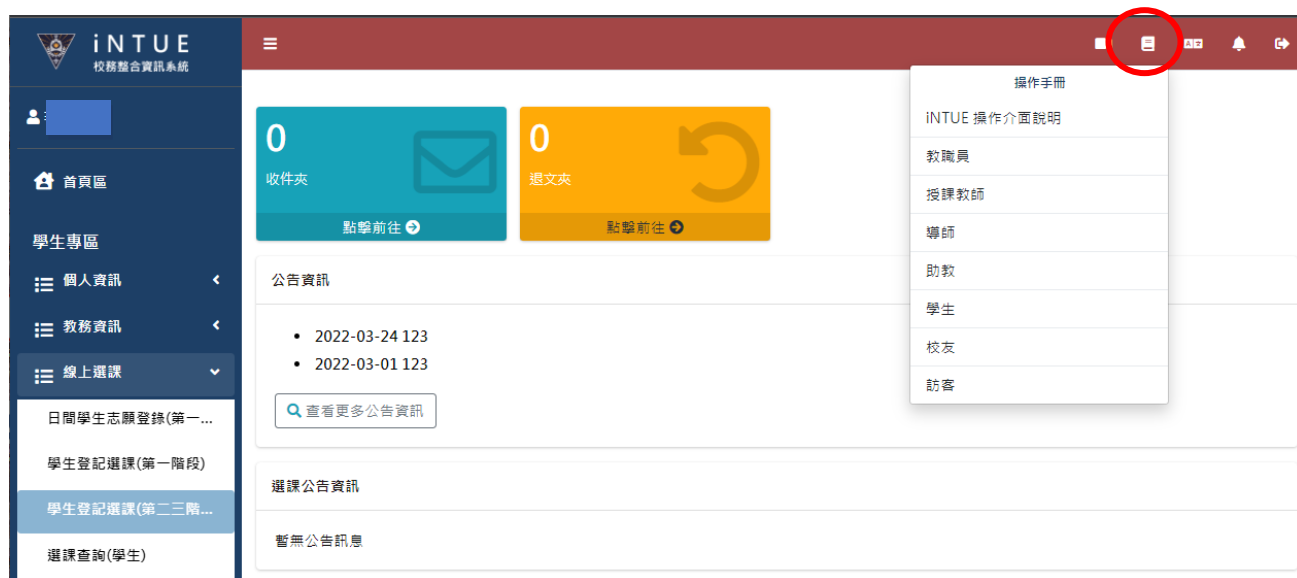 iNTUE
校務整合資訊系統
首頁區
學生專區
個人資訊
教務資訊
線上選課
日間學生志願登錄(第一...
學生登記選課(第一階段)
學生登記選課(第二三階...
選課查詢(學生)
0
收件夾
點擊前往
0
退文夾
點擊前往
公告資訊
• 2022-03-24 123
• 2022-03-01 123
查看更多公告資訊
選課公告資訊
暫無公告訊息
操作手冊
iNTUE 操作介面說明
教職員
授課教師
導師
助教
學生
校友
訪客